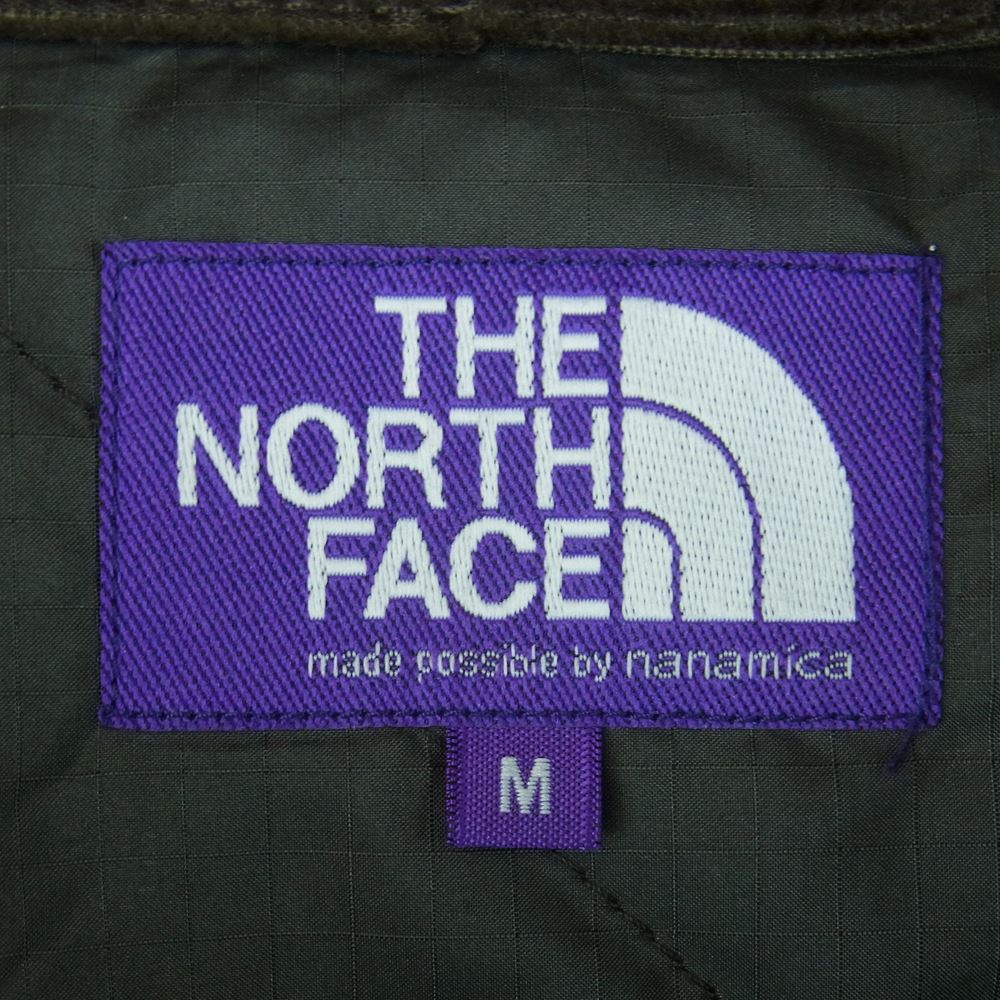 THE
NORTH
FACE
made possible by nanamica
M